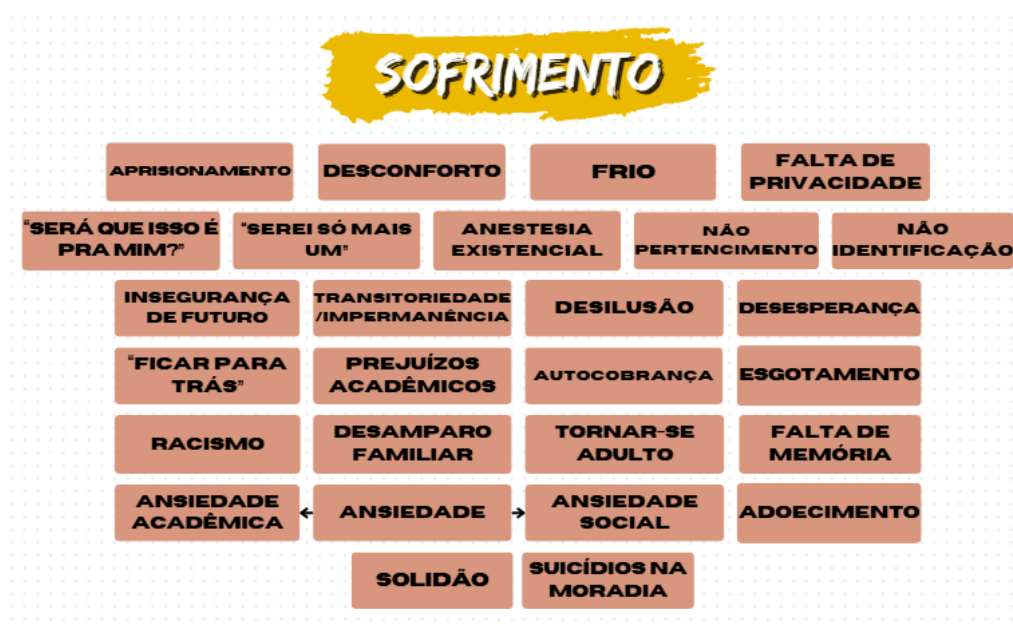 SOFRIMENTO
APRISIONAMENTO
DESCONFORTO
FRIO
FALTA DE
PRIVACIDADE
"SERÁ QUE ISSO É
PRA MIM?"
"SEREI SÓ MAIS
UM"
ANESTESIA
EXISTENCIAL
NÃO
PERTENCIMENTO
NÃO
IDENTIFICAÇÃO
INSEGURANÇA
DE FUTURO
TRANSITORIEDADE
/IMPERMANÊNCIA
DESILUSÃO
DESESPERANÇA
"FICAR PARA
TRÁS"
PREJUÍZOS
ACADÊMICOS
AUTOCOBRANÇA
ESGOTAMENTO
RACISMO
DESAMPARO
FAMILIAR
TORNAR-SE
ADULTO
FALTA DE
MEMÓRIA
ANSIEDADE
ACADÊMICA
ANSIEDADE
ANSIEDADE
SOCIAL
ADOECIMENTO
SOLIDÃO
SUICÍDIOS NA
MORADIA